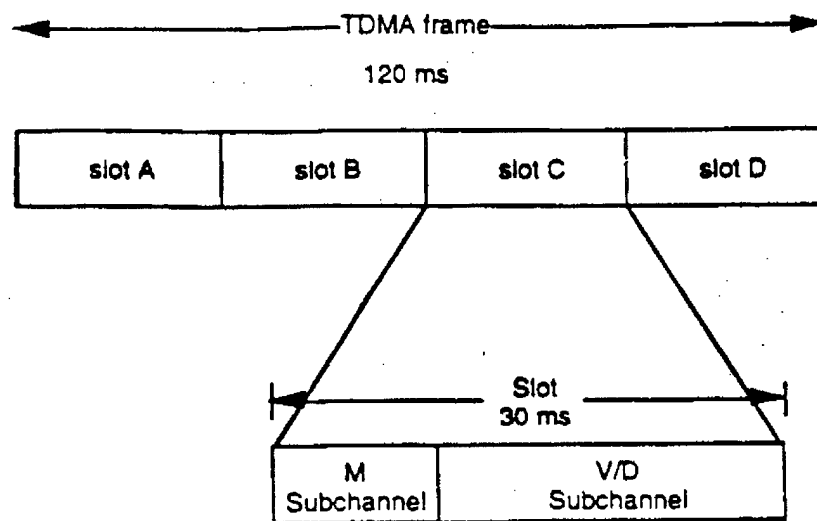 TDMA frame
120 ms
slot A slot B slot C slot D
Slot
30 ms
M
Subchannel
V/D
Subchannel